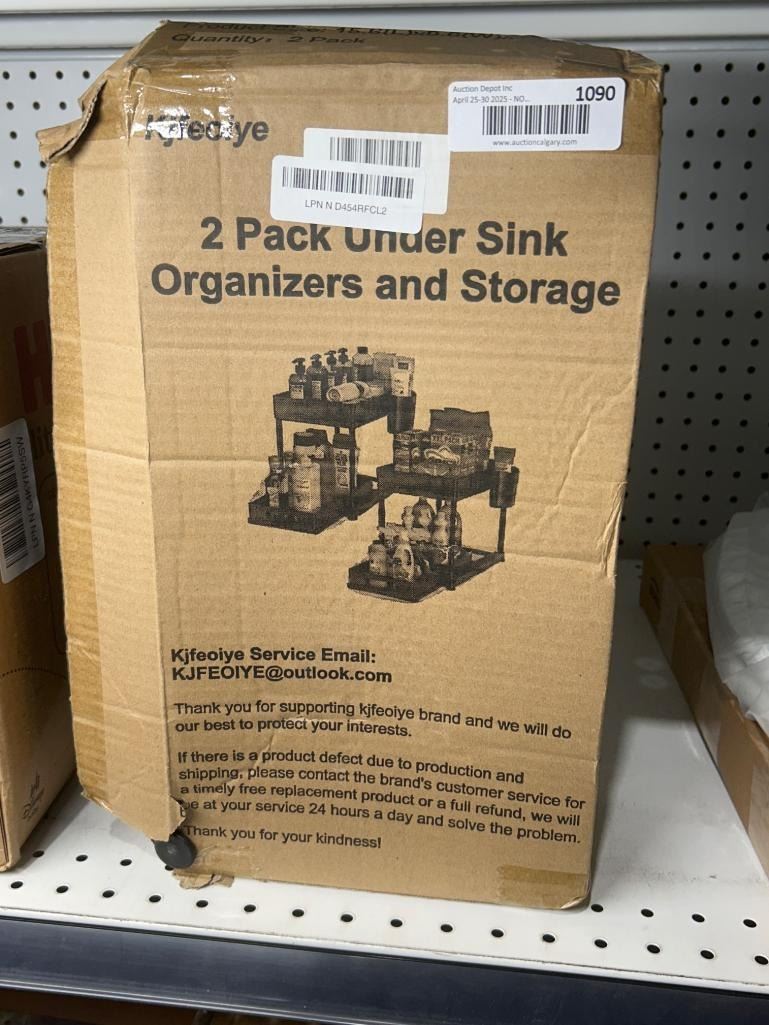 Quantity: 2 Pack
Kjfeoiye
Auction Depot Inc
April 25-30 2025 - NO...
1090
www.auctioncalgary.com
LPN N D454RFCL2
2 Pack Under Sink
Organizers and Storage
Kjfeoiye Service Email:
KJFEOIYE@outlook.com
Thank you for supporting kjfeoiye brand and we will do
our best to protect your interests.
If there is a product defect due to production and
shipping, please contact the brand's customer service for
a timely free replacement product or a full refund, we will
be at your service 24 hours a day and solve the problem.
Thank you for your kindness!